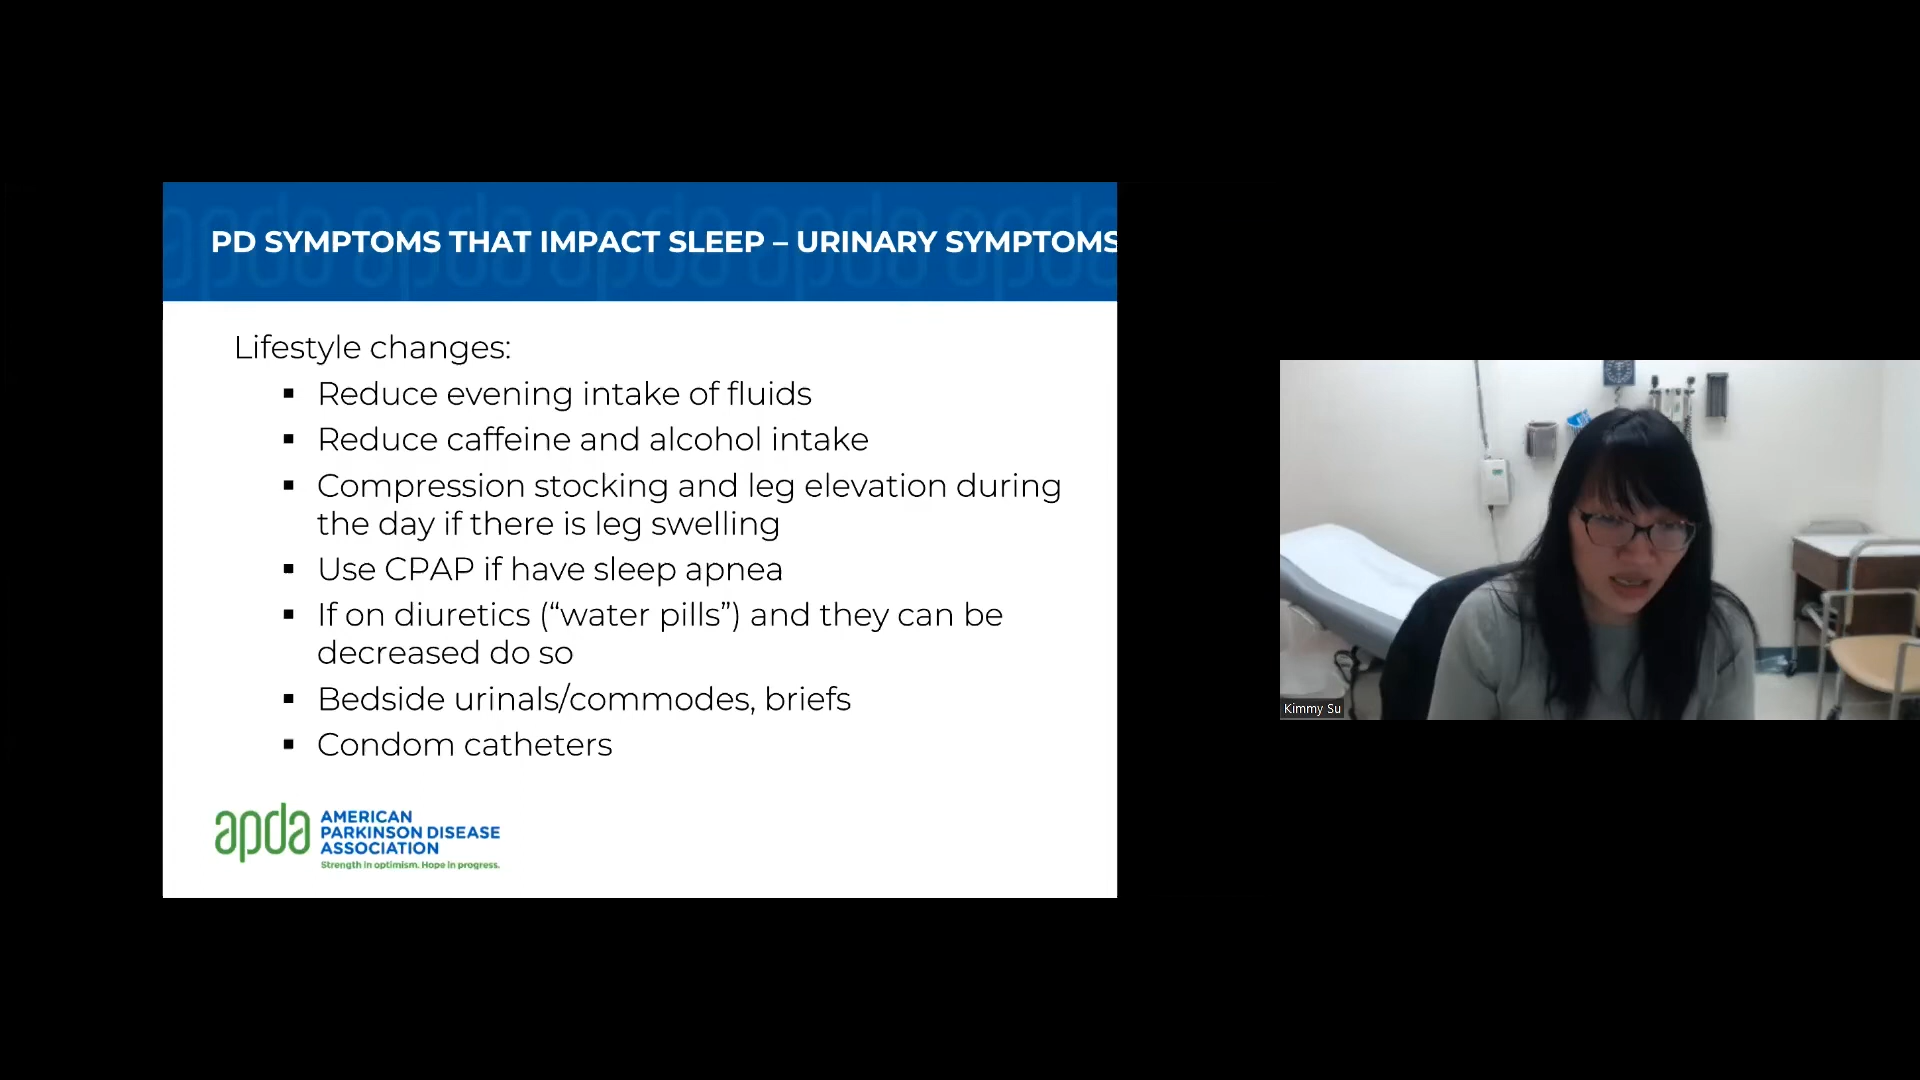 PD SYMPTOMS THAT IMPACT SLEEP – URINARY SYMPTOMS
Lifestyle changes:
▪ Reduce evening intake of fluids
▪ Reduce caffeine and alcohol intake
▪ Compression stocking and leg elevation during
the day if there is leg swelling
▪ Use CPAP if have sleep apnea
▪ If on diuretics (“water pills”) and they can be
decreased do so
▪ Bedside urinals/commodes, briefs
▪ Condom catheters
apda
AMERICAN
PARKINSON DISEASE
ASSOCIATION
Strength in optimism. Hope in progress.
Kimmy Su